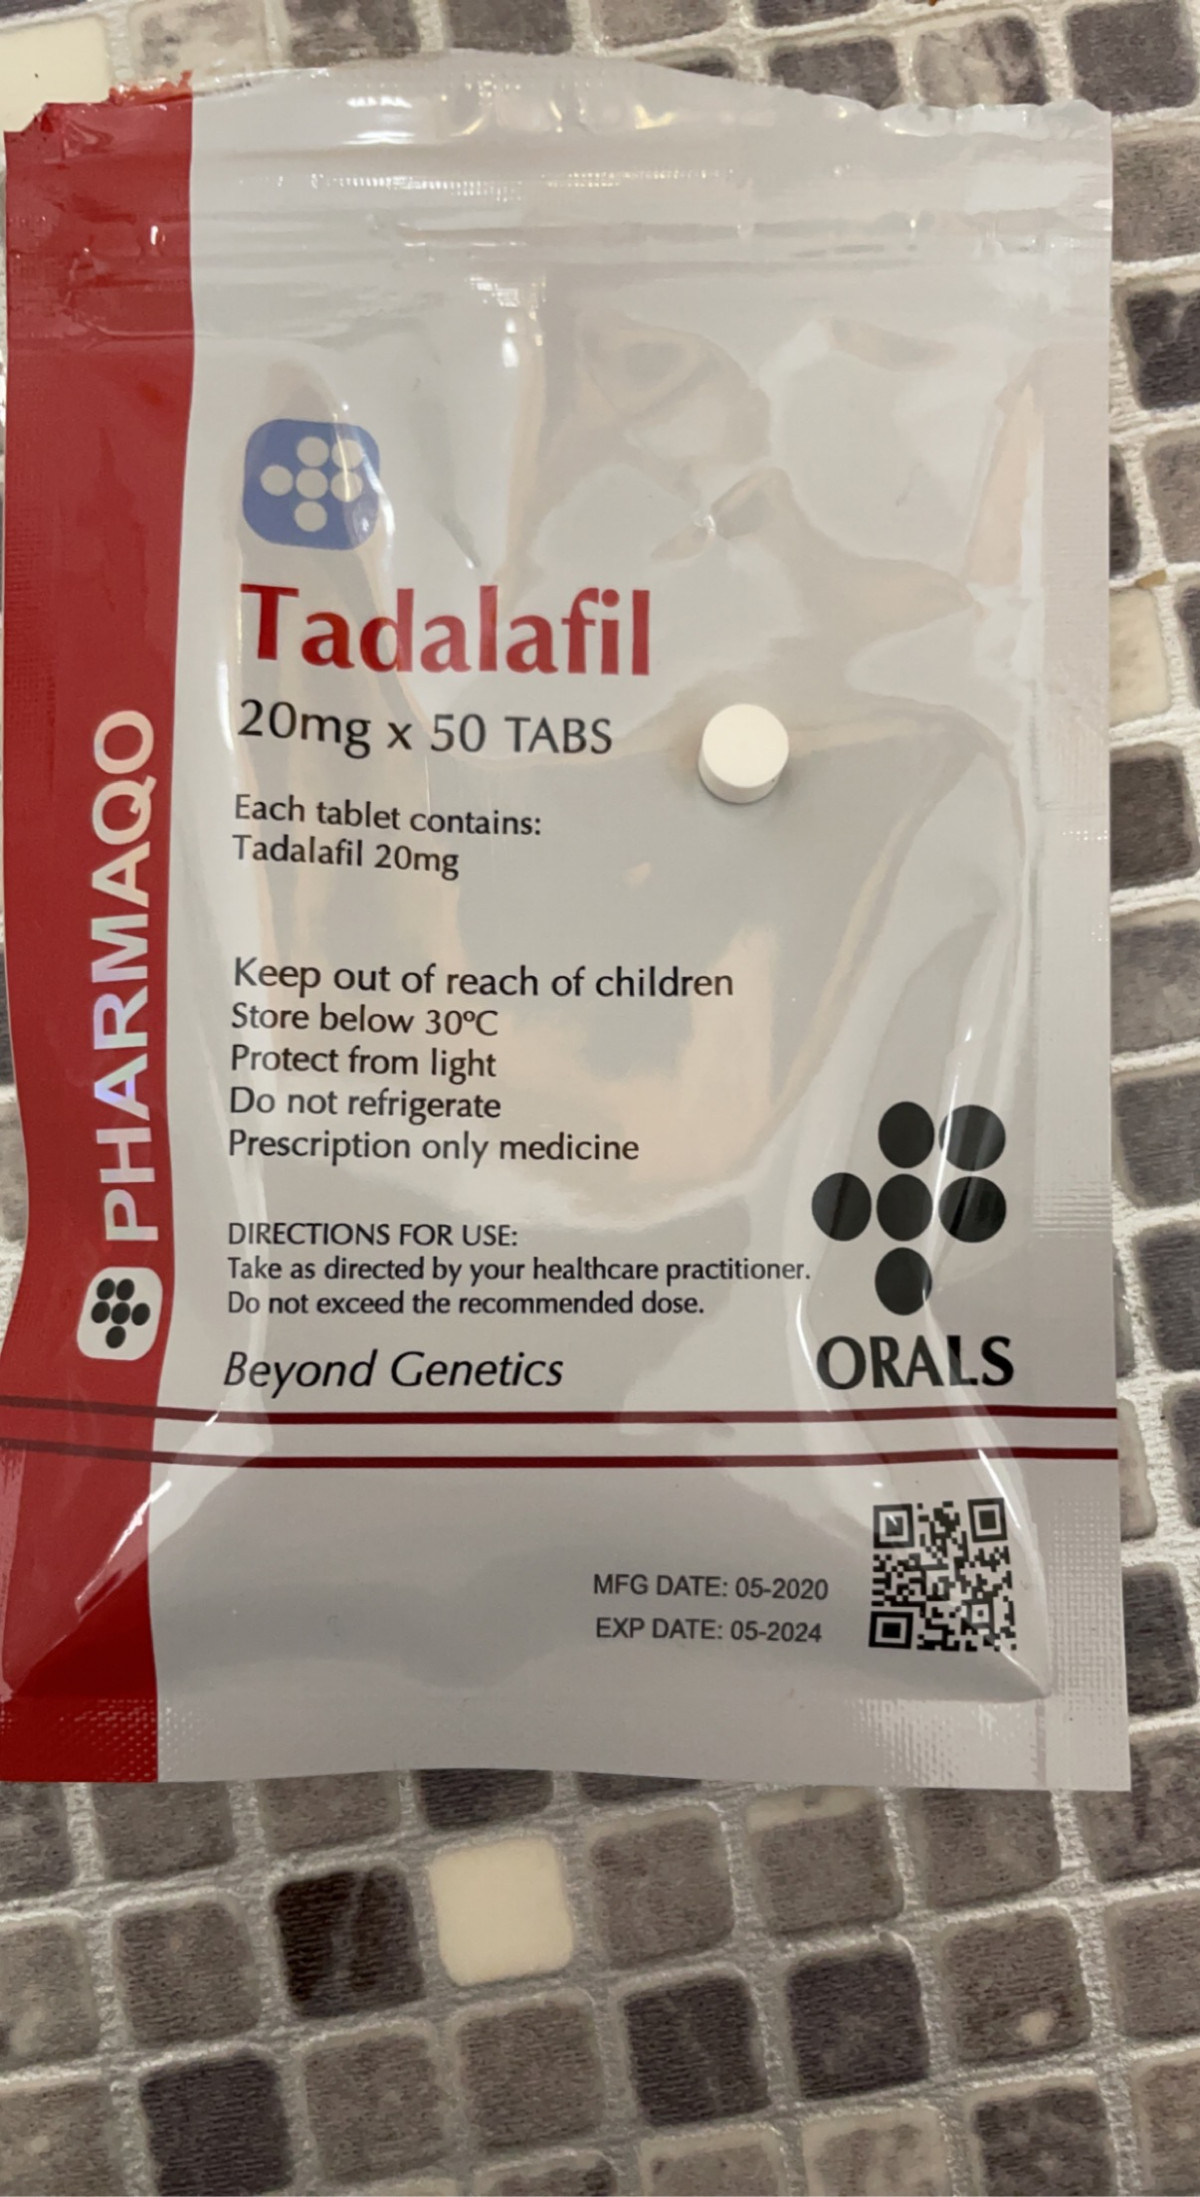 PHARMAQO
Tadalafil
20mg x 50 TABS
Each tablet contains:
Tadalafil 20mg
Keep out of reach of children
Store below 30ºC
Protect from light
Do not refrigerate
Prescription only medicine
DIRECTIONS FOR USE:
Take as directed by your healthcare practitioner.
Do not exceed the recommended dose.
Beyond Genetics
ORALS
MFG DATE: 05-2020
EXP DATE: 05-2024